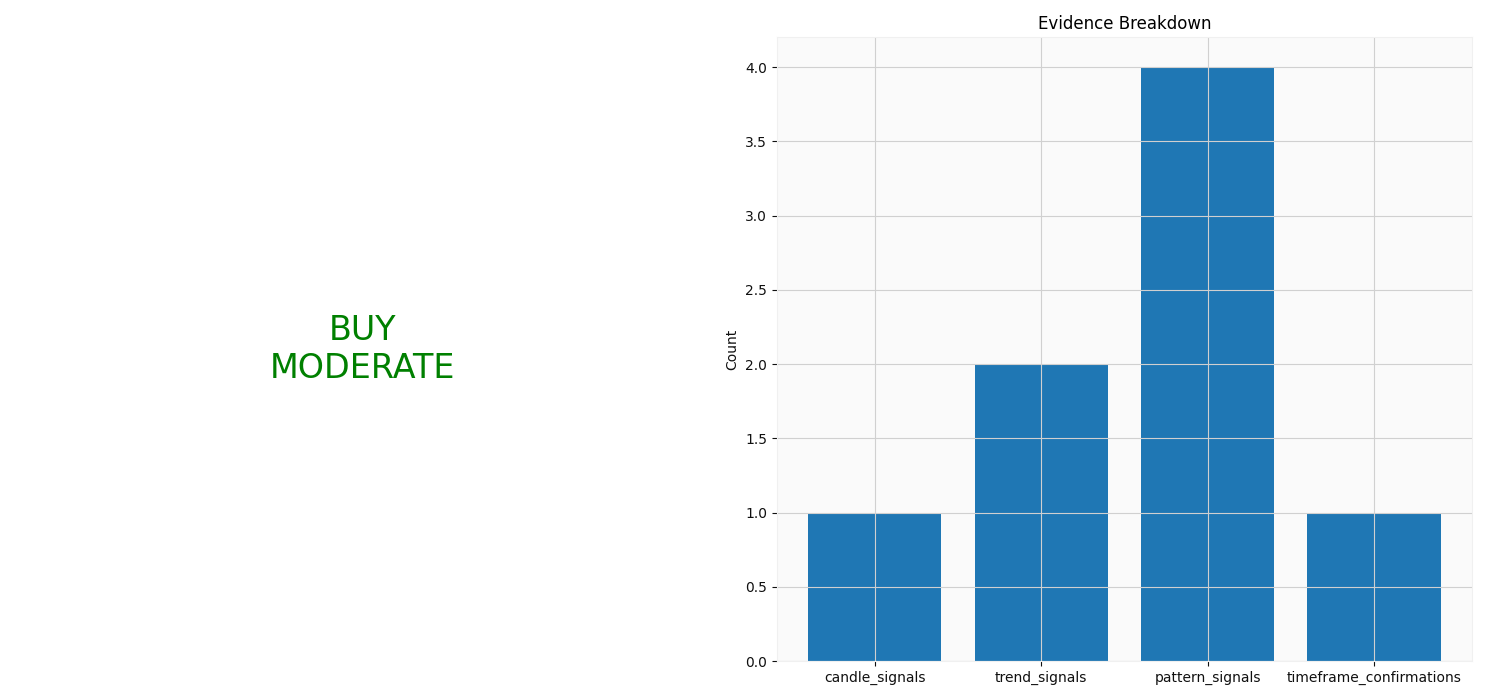 BUY
MODERATE
Evidence Breakdown
Count
4.0
3.5
3.0
2.5
2.0
1.5
1.0
0.5
0.0
candle_signals
trend_signals
pattern_signals
timeframe_confirmations